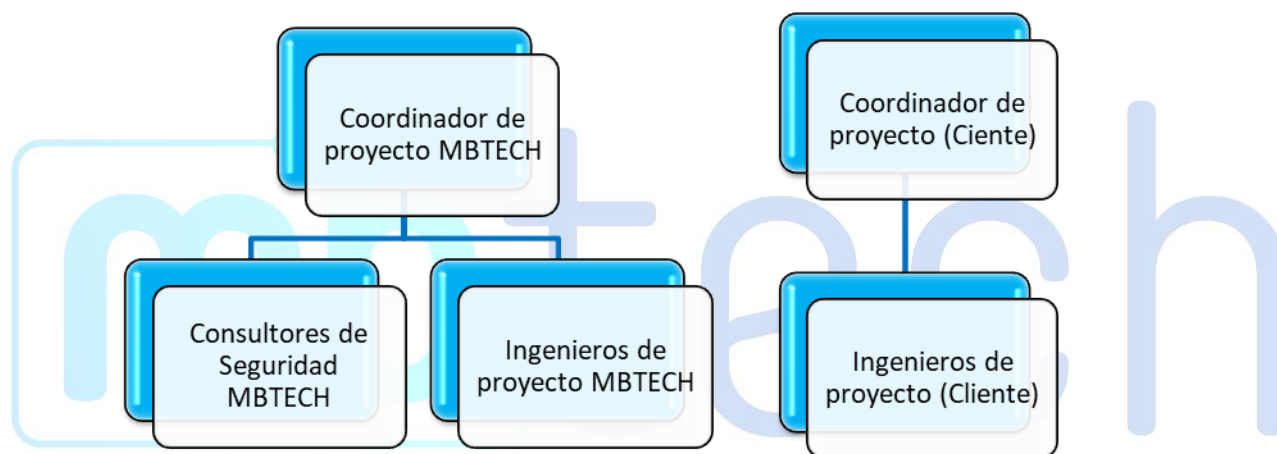 Coordinador de
proyecto MBTECH
Coordinador de
proyecto (Ciente)
Consultores de
Seguridad
MBTECH
Ingenieros de
proyecto MBTECH
Ingenieros de
proyecto (Cliente)
mbtech